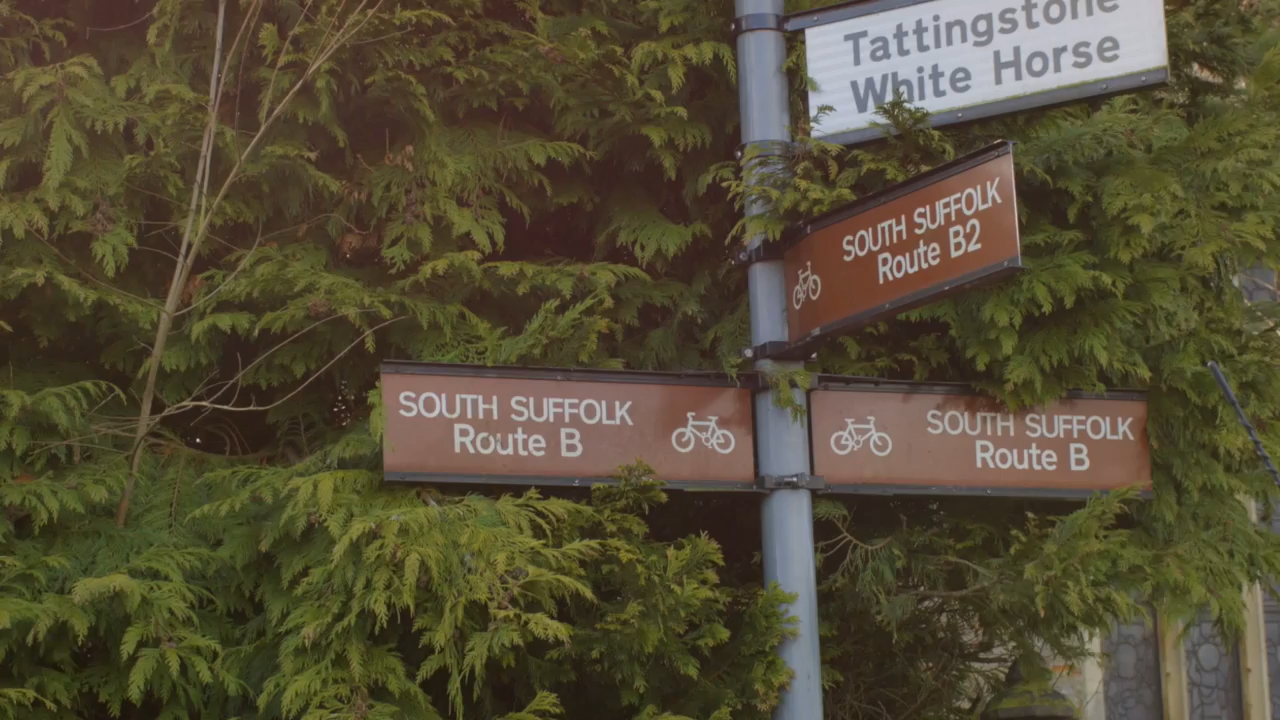 Tattingstone
White Horse
SOUTH SUFFOLK
Route B2
SOUTH SUFFOLK
Route B
SOUTH SUFFOLK
Route B